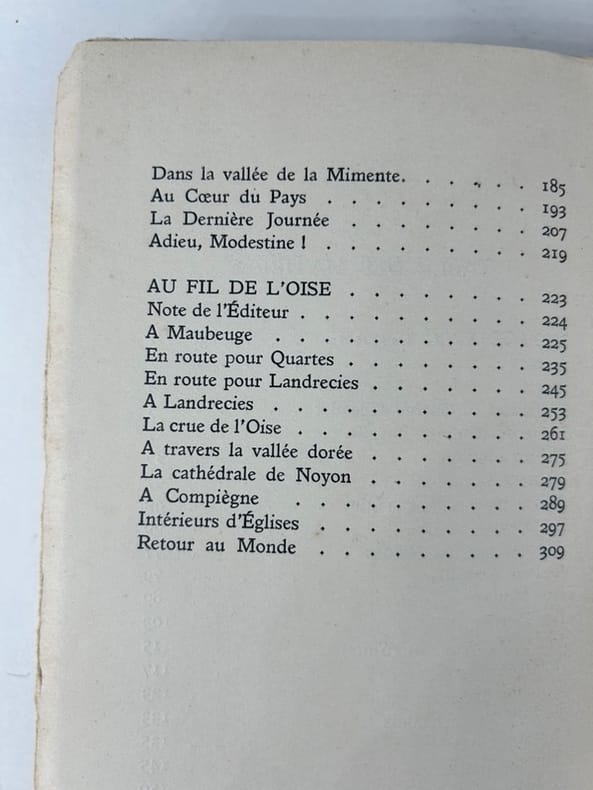 Dans la vallée de la Mimente. . . . . . 185
Au Cœur du Pays . . . . . . . . . 193
La Dernière Journée . . . . . . . . 207
Adieu, Modestine ! . . . . . . . . . 219
AU FIL DE L'OISE . . . . . . . . 223
Note de l'Éditeur . . . . . . . . . . 224
A Maubeuge . . . . . . . . . . . 225
En route pour Quartes . . . . . . . . 235
En route pour Landrecies . . . . . . . 245
A Landrecies . . . . . . . . . . . 253
La crue de l'Oise . . . . . . . . . . 261
A travers la vallée dorée . . . . . . . 275
La cathédrale de Noyon . . . . . . . 279
A Compiègne . . . . . . . . . . 289
Intérieurs d'Églises . . . . . . . . . 297
Retour au Monde . . . . . . . . . 309